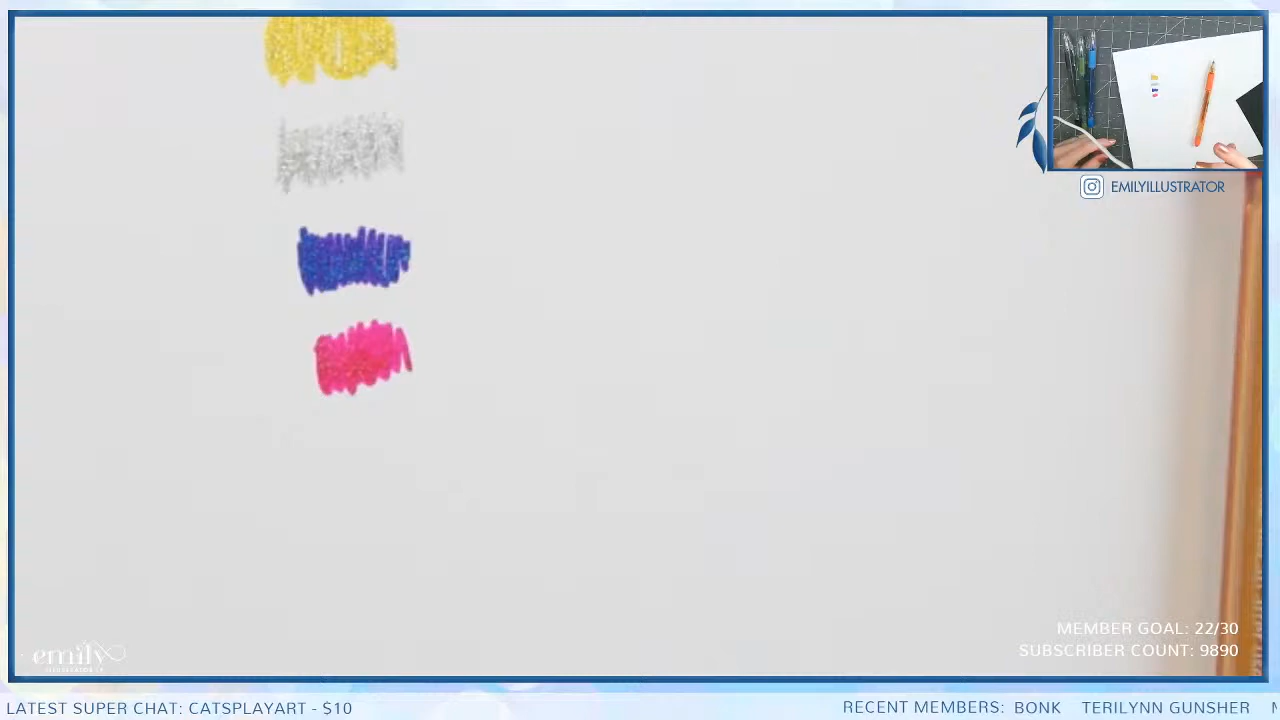 EMILYILLUSTRATOR
MEMBER GOAL: 22/30
SUBSCRIBER COUNT: 9890
emily
LATEST SUPER CHAT: CATSPLAYART - $10
RECENT MEMBERS: BONK TERILYNN GUNSHER